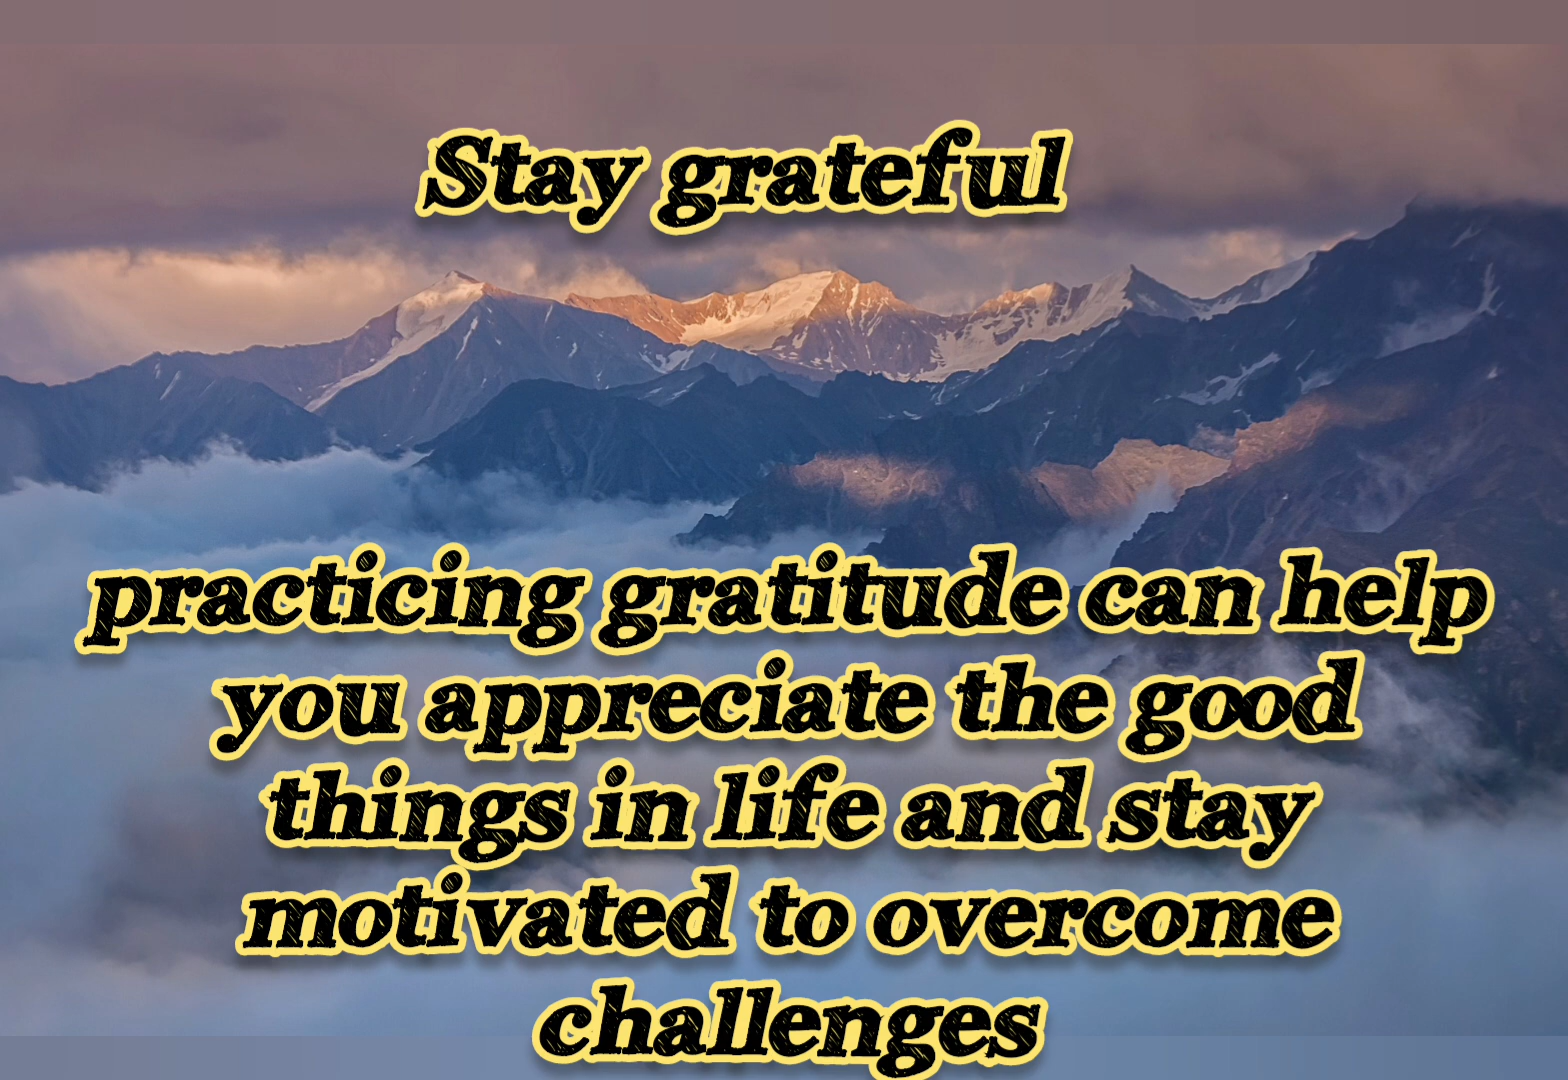 Stay grateful
practicing gratitude can help
you appreciate the good
things in life and stay
motivated to overcome
challenges